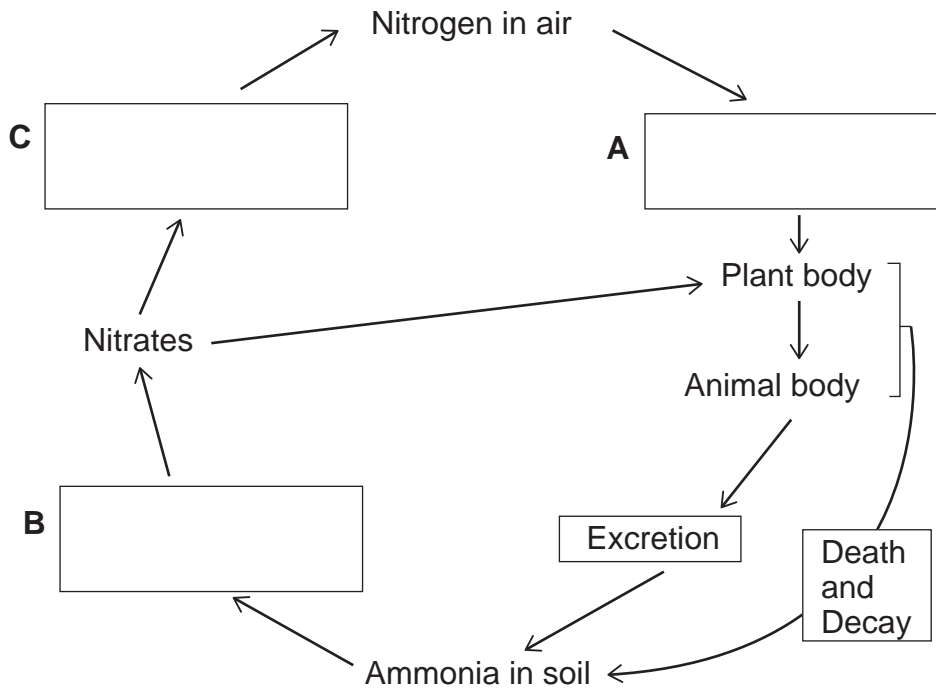 Nitrogen in air
C
A
Plant body
Nitrates
Animal body
B
Excretion
Death
and
Decay
Ammonia in soil